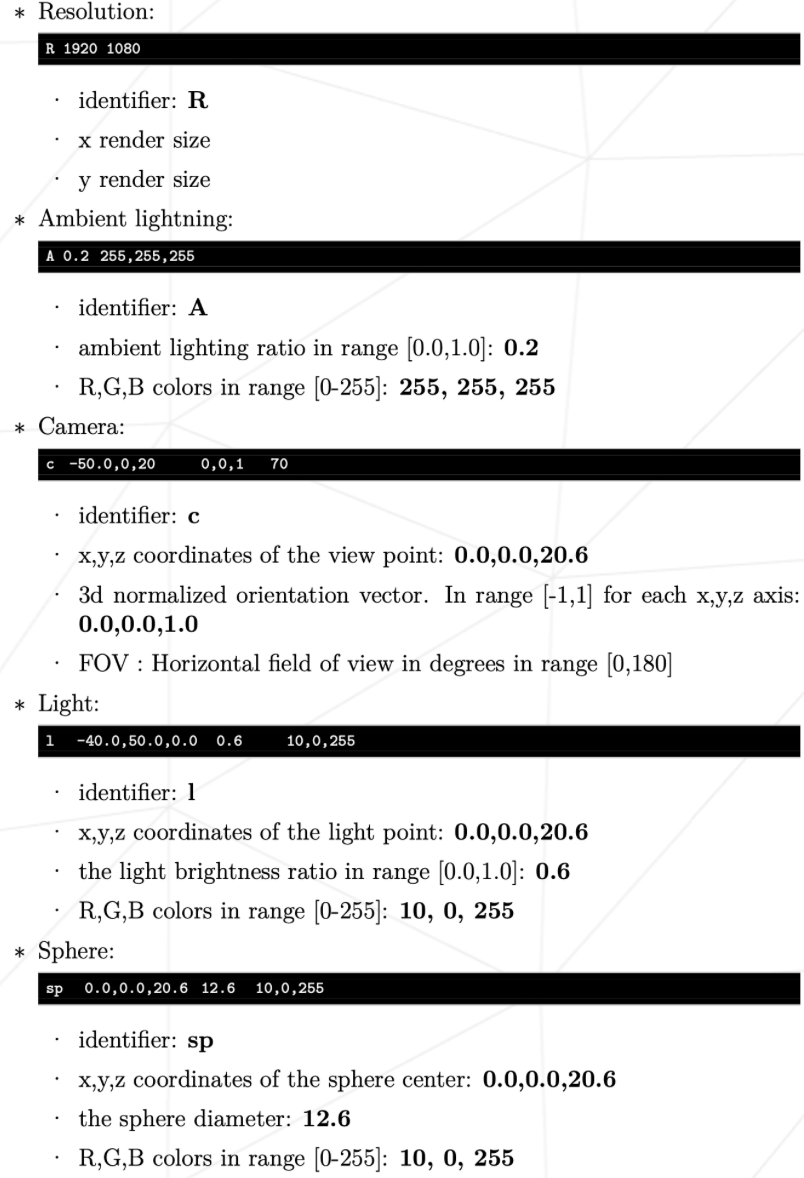 * Resolution:
R 1920 1080
· identifier: R
· x render size
· y render size
* Ambient lightning:
A 0.2 255,255,255
· identifier: A
· ambient lighting ratio in range [0.0,1.0]: 0.2
· R,G,B colors in range [0-255]: 255, 255, 255
* Camera:
c -50.0,0,20 0,0,1 70
· identifier: c
· x,y,z coordinates of the view point: 0.0,0.0,20.6
· 3d normalized orientation vector. In range [-1,1] for each x,y,z axis:
0.0,0.0,1.0
· FOV : Horizontal field of view in degrees in range [0,180]
* Light:
l -40.0,50.0,0.0 0.6 10,0,255
· identifier: l
· x,y,z coordinates of the light point: 0.0,0.0,20.6
· the light brightness ratio in range [0.0,1.0]: 0.6
· R,G,B colors in range [0-255]: 10, 0, 255
* Sphere:
sp 0.0,0.0,20.6 12.6 10,0,255
· identifier: sp
· x,y,z coordinates of the sphere center: 0.0,0.0,20.6
· the sphere diameter: 12.6
· R,G,B colors in range [0-255]: 10, 0, 255